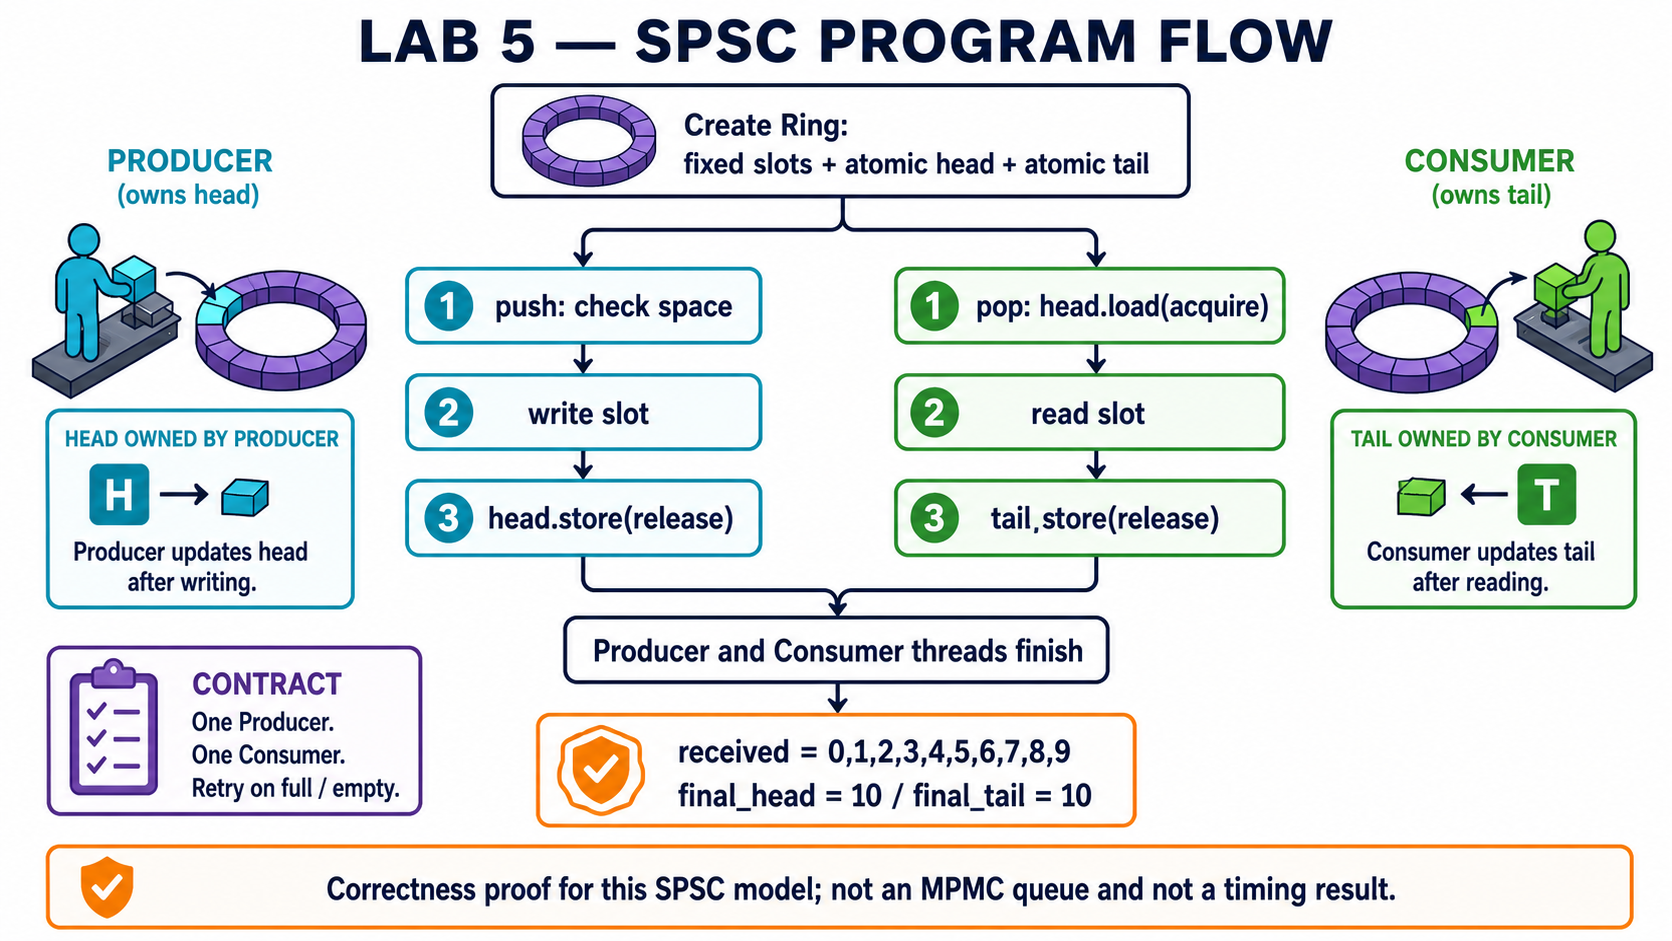 LAB 5 — SPSC PROGRAM FLOW
Create Ring:
fixed slots + atomic head + atomic tail
PRODUCER
(owns head)
CONSUMER
(owns tail)
1 push: check space
2 write slot
3 head.store(release)
1 pop: head.load(acquire)
2 read slot
3 tail.store(release)
HEAD OWNED BY PRODUCER
H
Producer updates head
after writing.
TAIL OWNED BY CONSUMER
T
Consumer updates tail
after reading.
Producer and Consumer threads finish
CONTRACT
One Producer.
One Consumer.
Retry on full / empty.
received = 0,1,2,3,4,5,6,7,8,9
final_head = 10 / final_tail = 10
Correctness proof for this SPSC model; not an MPMC queue and not a timing result.